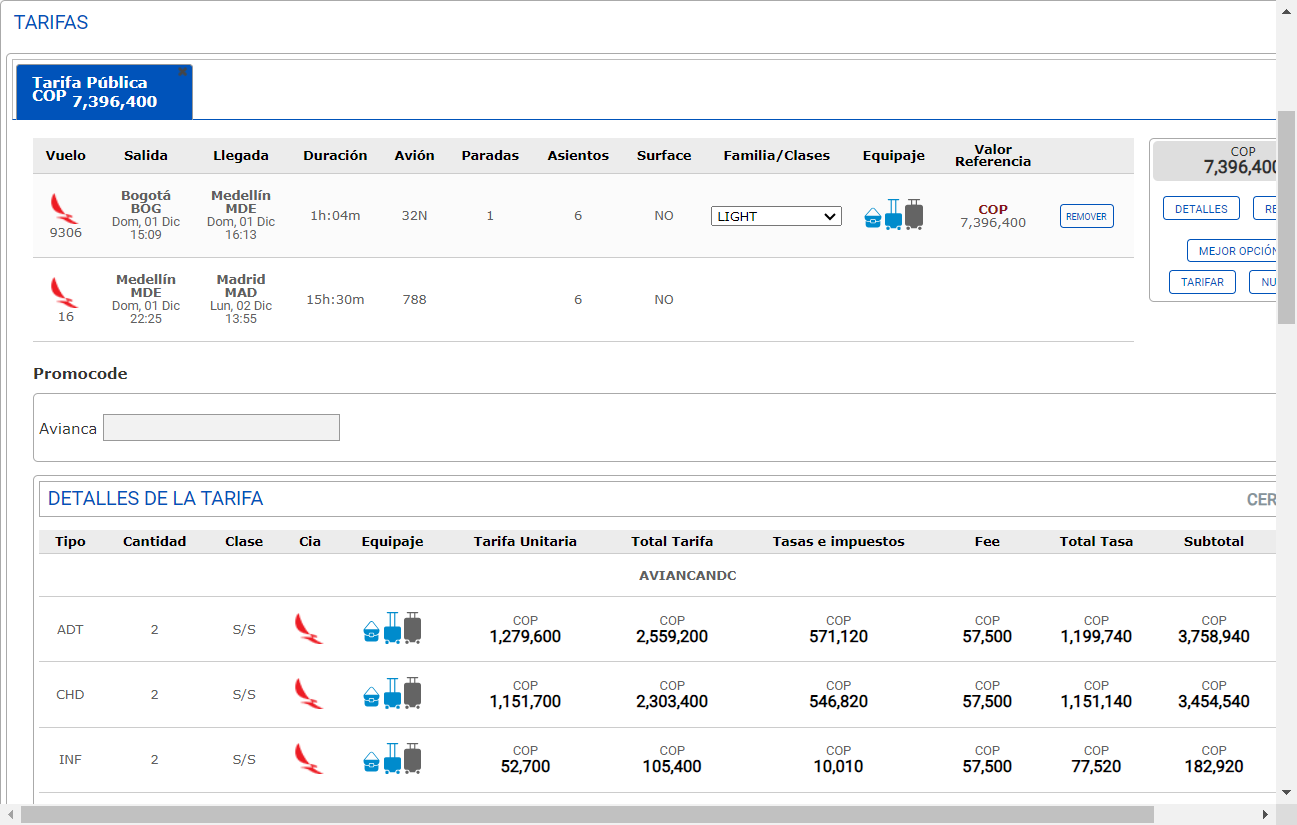 TARIFAS
Tarifa Pública
COP 7,396,400
Vuelo Salida Llegada Duración Avión Paradas Asientos Surface Familia/Clases Equipaje Valor Referencia
9306 Bogotá BOG Dom, 01 Dic 15:09 Medellín MDE Dom, 01 Dic 16:13 1h:04m 32N 1 6 NO LIGHT COP 7,396,400 REMOVER
16 Medellín MDE Dom, 01 Dic 22:25 Madrid MAD Lun, 02 Dic 13:55 15h:30m 788 6 NO
COP
7,396,400
DETALLES RE
MEJOR OPCIÓN
TARIFAR NU
Promocode
Avianca
DETALLES DE LA TARIFA CER
Tipo Cantidad Clase Cia Equipaje Tarifa Unitaria Total Tarifa Tasas e impuestos Fee Total Tasa Subtotal
AVIANCANDC
ADT 2 S/S COP 1,279,600 COP 2,559,200 COP 571,120 COP 57,500 COP 1,199,740 COP 3,758,940
CHD 2 S/S COP 1,151,700 COP 2,303,400 COP 546,820 COP 57,500 COP 1,151,140 COP 3,454,540
INF 2 S/S COP 52,700 COP 105,400 COP 10,010 COP 57,500 COP 77,520 COP 182,920